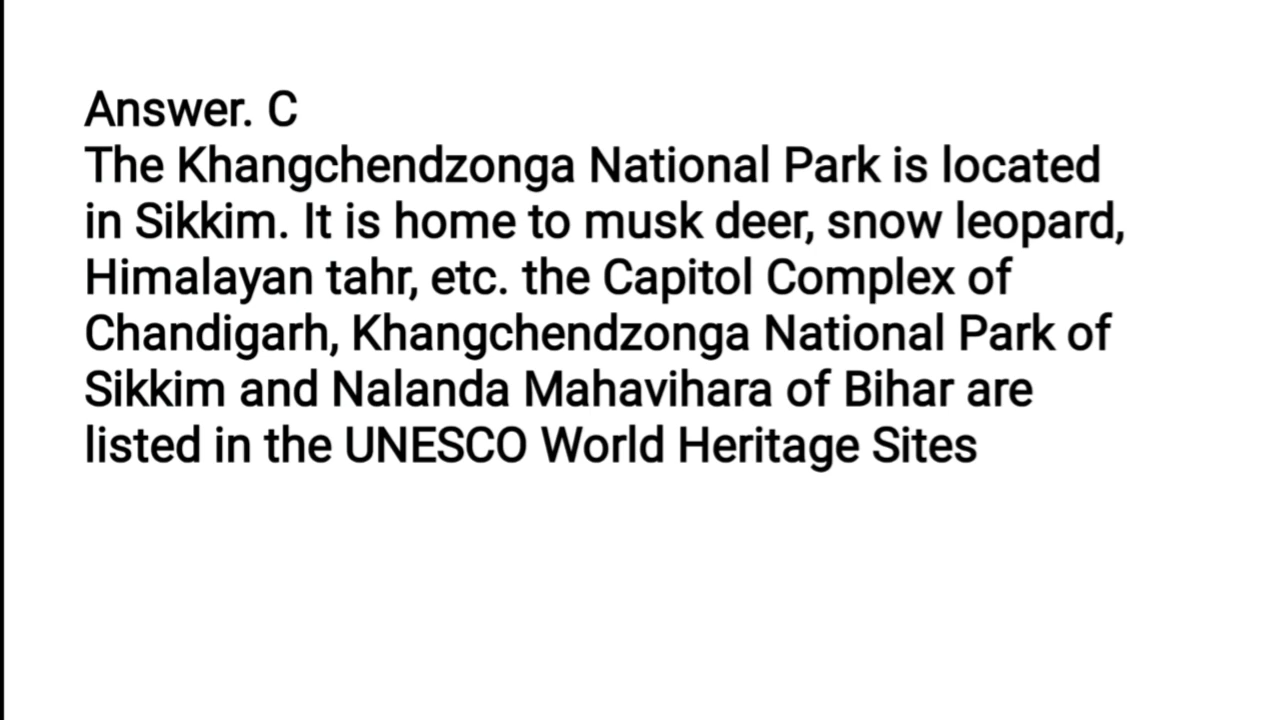 Answer. C
The Khangchendzonga National Park is located
in Sikkim. It is home to musk deer, snow leopard,
Himalayan tahr, etc. the Capitol Complex of
Chandigarh, Khangchendzonga National Park of
Sikkim and Nalanda Mahavihara of Bihar are
listed in the UNESCO World Heritage Sites